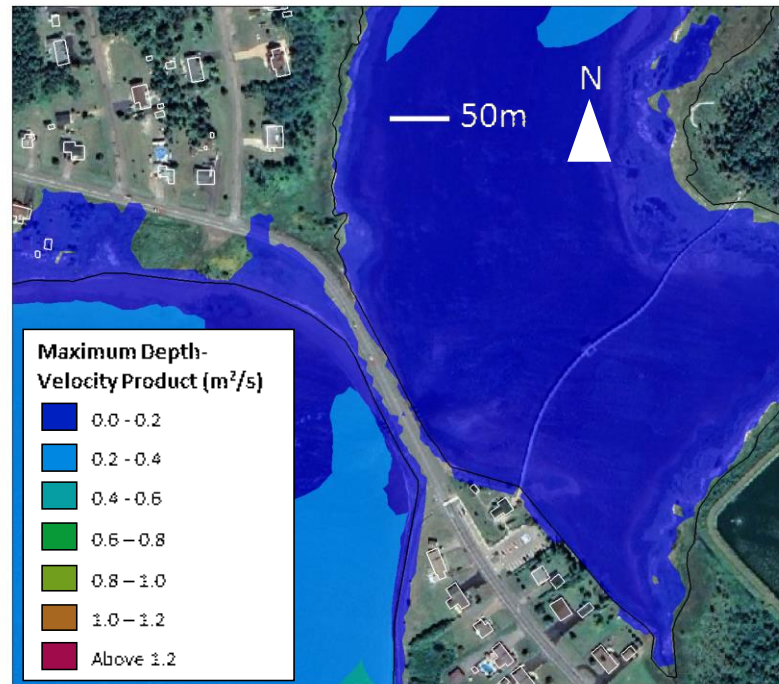 N
50m
Maximum Depth-
Velocity Product (m²/s)
0.0 - 0.2
0.2 - 0.4
0.4 - 0.6
0.6 – 0.8
0.8 – 1.0
1.0 – 1.2
Above 1.2